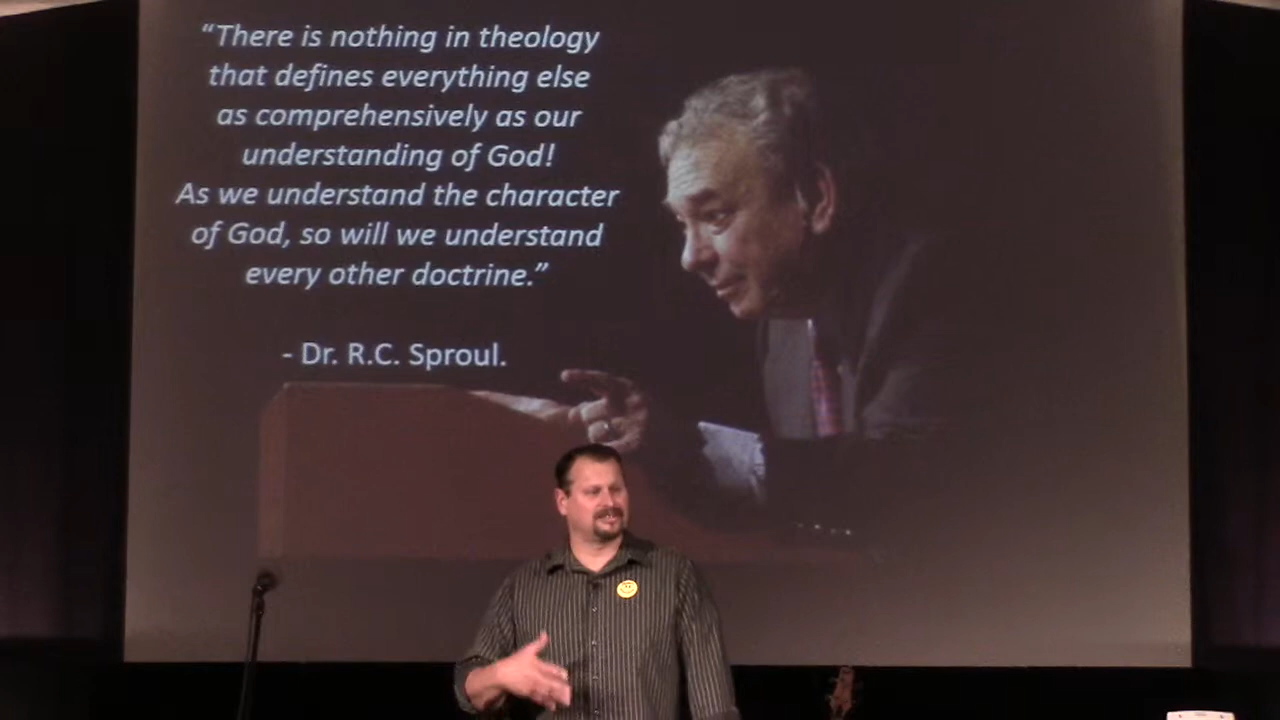 “There is nothing in theology
that defines everything else
as comprehensively as our
understanding of God!
As we understand the character
of God, so will we understand
every other doctrine.”
- Dr. R.C. Sproul.